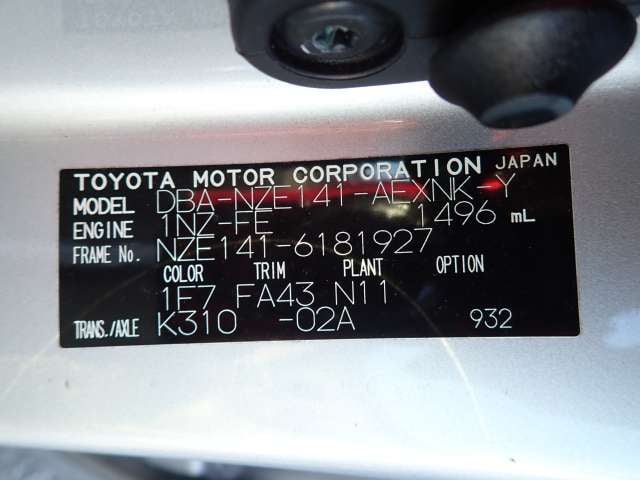 TOYOTA MOTOR CORPORATION JAPAN
MODEL DBA-NZE141-AEXNK-Y
ENGINE 1NZ-FE 1496 mL
FRAME No. NZE141-6181927
COLOR TRIM PLANT OPTION
1F7 FA43 N11
TRANS./AXLE K310 -02A 932